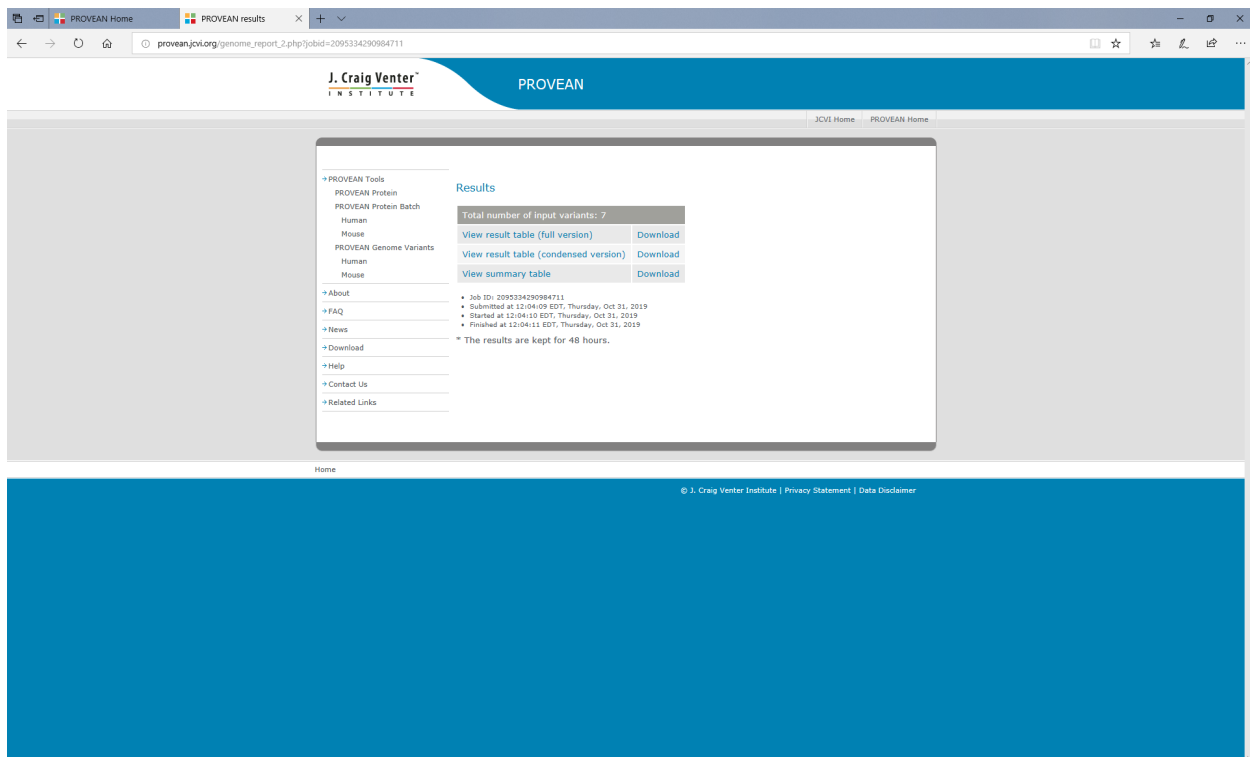 PROVEAN Home
PROVEAN results
provean.jcvi.org/genome_report_2.php?jobid=2095334290984711
J. Craig Venter™
INSTITUTE
PROVEAN
JCVI Home
PROVEAN Home
PROVEAN Tools
PROVEAN Protein
PROVEAN Protein Batch
Human
Mouse
PROVEAN Genome Variants
Human
Mouse
About
FAQ
News
Download
Help
Contact Us
Related Links
Results
Total number of input variants: 7
View result table (full version) Download
View result table (condensed version) Download
View summary table Download
• Job ID: 2095334290984711
• Submitted at 12:04:09 EDT, Thursday, Oct 31, 2019
• Started at 12:04:10 EDT, Thursday, Oct 31, 2019
• Finished at 12:04:11 EDT, Thursday, Oct 31, 2019
* The results are kept for 48 hours.
Home
© J. Craig Venter Institute | Privacy Statement | Data Disclaimer